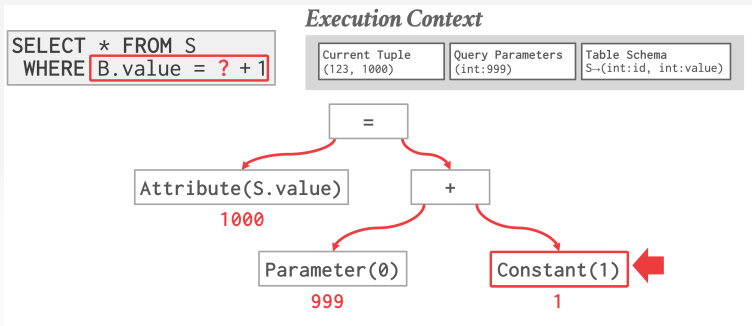 Execution Context
SELECT * FROM S
WHERE B.value = ? + 1
Current Tuple
(123, 1000)
Query Parameters
(int:999)
Table Schema
S→(int:id, int:value)
=
Attribute(S.value)
+
1000
Parameter(0)
Constant(1)
999
1